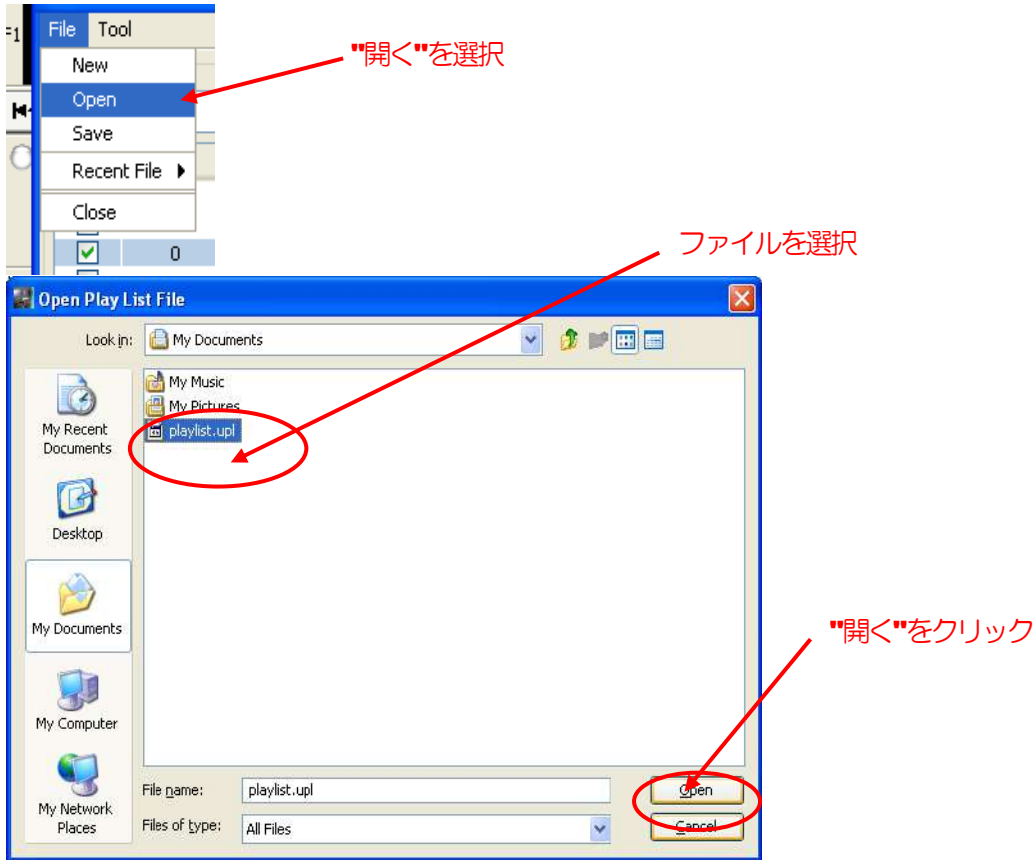 =1
File Tool
New
Open
Save
Recent File
Close
0
"開く"を選択
ファイルを選択
Open Play List File
Look in: My Documents
My Music
My Pictures
playlist.upl
My Recent
Documents
Desktop
My Documents
My Computer
My Network
Places
"開く"をクリック
File name: playlist.upl Open
Files of type: All Files Cancel